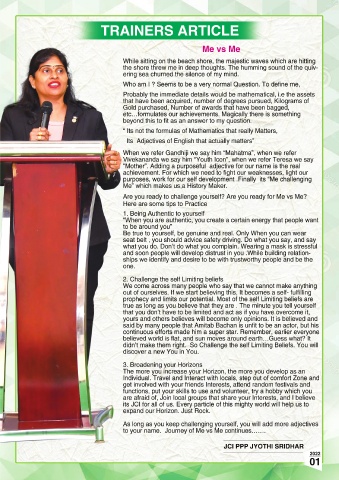 TRAINERS ARTICLE
Me vs Me
While sitting on the beach shore, the majestic waves which are hitting
the shore threw me in deep thoughts. The humming sound of the quiv-
ering sea churned the silence of my mind.
Who am I ? Seems to be a very normal Question. To define me,
Probably the immediate details would be mathematical, i.e the assets
that have been acquired, number of degrees pursued, Kilograms of
Gold purchased, Number of awards that have been bagged,
etc...formulates our achievements. Magically there is something
beyond this to fit as an answer to my question
" Its not the formulas of Mathematics that really Matters,
Its Adjectives of English that actually matters"
When we refer Gandhiji we say him "Mahatma", when we refer
Vivekananda we say him "Youth Icon", when we refer Teresa we say
"Mother". Adding a purposeful adjective for our name is the real
achievement. For which we need to fight our weaknesses, light our
purposes, work for our self development .Finally its "Me challenging
Me" which makes us,a History Maker.
Are you ready to challenge yourself? Are you ready for Me vs Me?
Here are some tips to Practice
1. Being Authentic to yourself
"When you are authentic, you create a certain energy that people want
to be around you"
Be true to yourself, be genuine and real. Only When you can wear
seat belt , you should advice safety driving. Do what you say, and say
what you do. Don't do what you complain. Wearing a mask is stressful
and soon people will develop distrust in you .While building relation-
ships we identify and desire to be with trustworthy people and be the
one.
2. Challenge the self Limiting beliefs
We come across many people who say that we cannot make anything
out of ourselves. If we start believing this, It becomes a self- fulfilling
prophecy and limits our potential. Most of the self Limiting beliefs are
true as long as you believe that they are . The minute you tell yourself
that you don't have to be limited and act as if you have overcome it,
yours and others believes will become only opinions. It is believed and
said by many people that Amitab Bachan is unfit to be an actor, but his
continuous efforts made him a super star. Remember, earlier everyone
believed world is flat, and sun moves around earth...Guess what? It
didn't make them right. So Challenge the self Limiting Beliefs. You will
discover a new You in You.
3. Broadening your Horizons
The more you increase your Horizon, the more you develop as an
Individual. Travel and Interact with locals, step out of comfort Zone and
get involved with your friends Interests, attend random festivals and
functions, put your skills to use and volunteer, try a hobby which you
are afraid of, Join local groups that share your Interests, and I believe
its JCI for all of us. Every particle of this mighty world will help us to
expand our Horizon. Just Rock.
As long as you keep challenging yourself, you will add more adjectives
to your name. Journey of Me vs Me continues......
JCI PPP JYOTHI SRIDHAR
2022
01